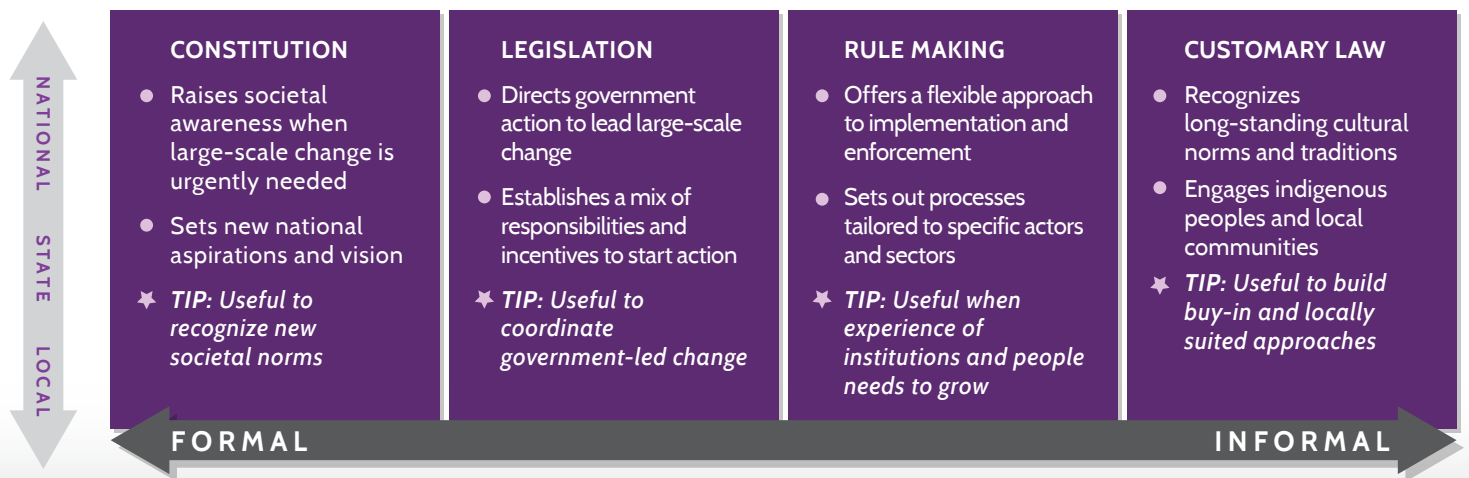 NATIONAL
STATE
LOCAL
CONSTITUTION
Raises societal
awareness when
large-scale change is
urgently needed
Sets new national
aspirations and vision
TIP: Useful to
recognize new
societal norms
LEGISLATION
Directs government
action to lead large-scale
change
Establishes a mix of
responsibilities and
incentives to start action
TIP: Useful to
coordinate
government-led change
RULE MAKING
Offers a flexible approach
to implementation and
enforcement
Sets out processes
tailored to specific actors
and sectors
TIP: Useful when
experience of
institutions and people
needs to grow
CUSTOMARY LAW
Recognizes
long-standing cultural
norms and traditions
Engages indigenous
peoples and local
communities
TIP: Useful to build
buy-in and locally
suited approaches
FORMAL
INFORMAL